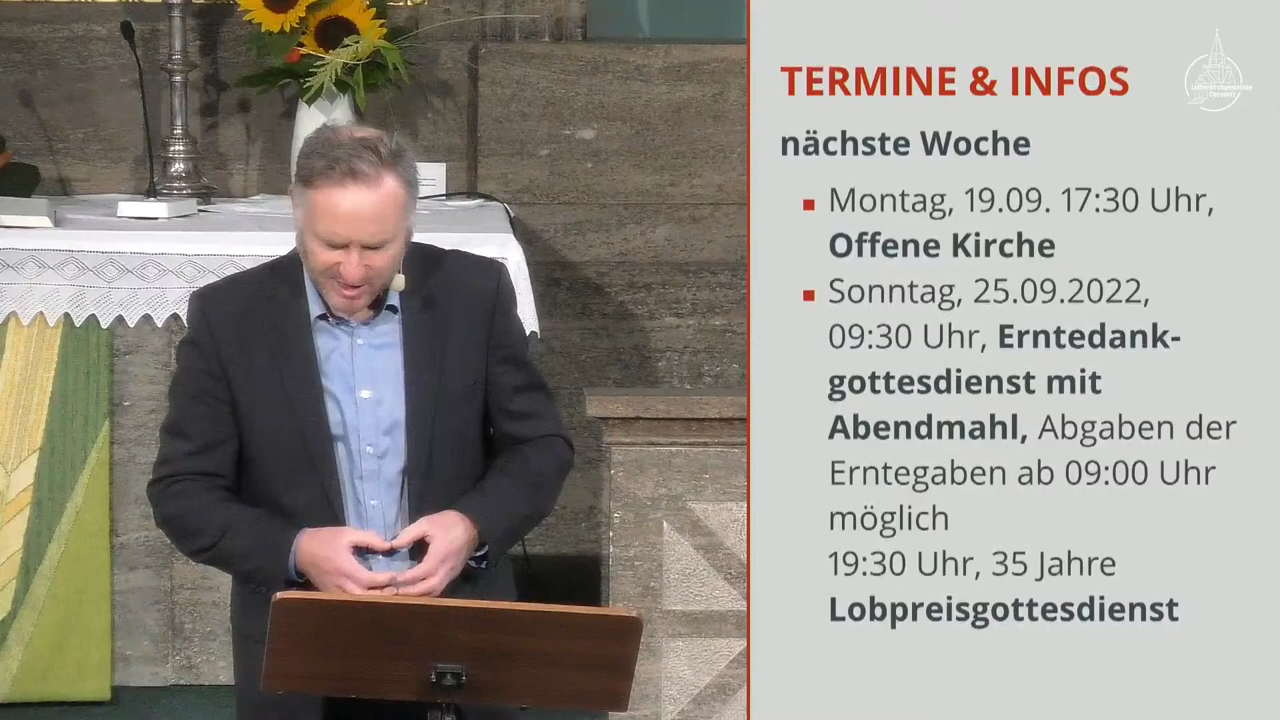 TERMINE & INFOS
nächste Woche
Montag, 19.09. 17:30 Uhr,
Offene Kirche
Sonntag, 25.09.2022,
09:30 Uhr, Erntedank-
gottesdienst mit
Abendmahl, Abgaben der
Erntegaben ab 09:00 Uhr
möglich
19:30 Uhr, 35 Jahre
Lobpreisgottesdienst